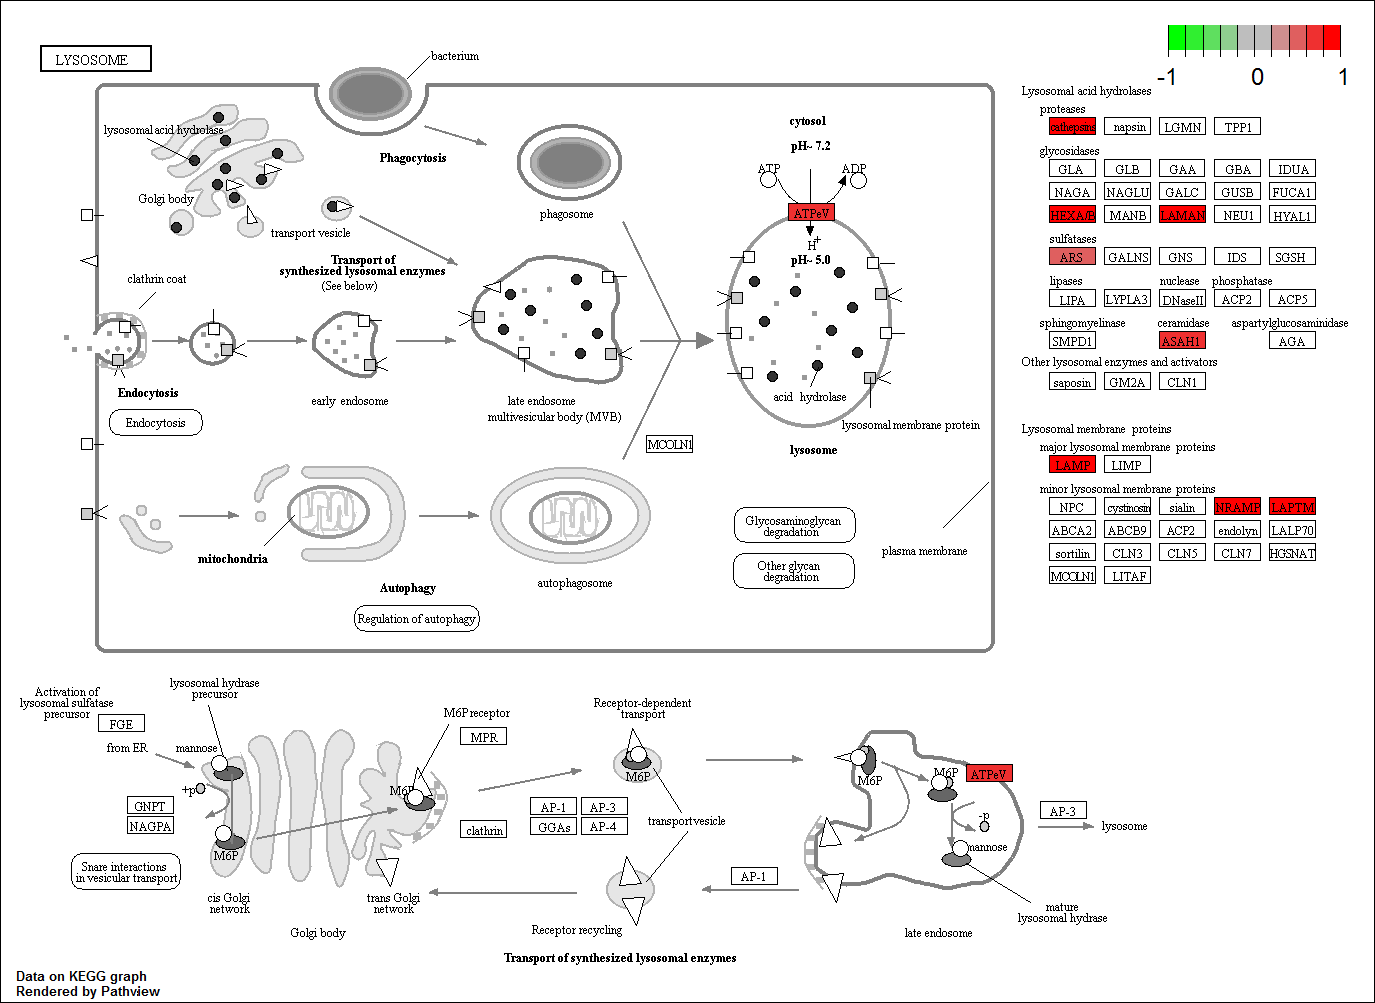 LYSOSOME
bacterium
-1 0 1
lysosomal acid hydrolase
Phagocytosis
Golgi body
phagosome
transport vesicle
cytosol
pH~ 7.2
ATP ADP
ATPeV
H+
pH~ 5.0
Transport of
synthesized lysosomal enzymes
(See below)
clathrin coat
Endocytosis
Endocytosis
early endosome
late endosome
multivesicular body (MVB)
acid hydrolase
lysosomal membrane protein
lysosome
MCOLN1
mitochondria
Autophagy
Regulation of autophagy
autophagosome
Glycosaminoglycan
degradation
Other glycan
degradation
plasma membrane
Lysosomal acid hydrolases
proteases
cathepsins napsin LGMN TPP1
glycosidases
GLA GLB GAA GBA IDUA
NAGA NAGLU GALC GUSB FUCA1
HEXA/B MANB LAMAN NEU1 HYAL1
sulfatases
ARS GALNS GNS IDS SGSH
lipases nuclease phosphatase
LIPA LYPLA3 DNaseII ACP2 ACP5
sphingomyelinase ceramidase aspartylglucosaminidase
SMPD1 ASAH1 AGA
Other lysosomal enzymes and activators
saposin GM2A CLN1
Lysosomal membrane proteins
major lysosomal membrane proteins
LAMP LIMP
minor lysosomal membrane proteins
NPC cystinosin sialin NRAMP LAPTM
ABCA2 ABCB9 ACP2 endolyn LALP70
sortilin CLN3 CLN5 CLN7 HGSNAT
MCOLN1 LITAF
Activation of
lysosomal sulfatase
precursor
FGE
lysosomal hydrase
precursor
from ER
mannose
+p
GNPT
NAGPA
M6P
Snare interactions
in vesicular transport
cis Golgi
network
Golgi body
trans Golgi
network
M6P receptor
MPR
M6P
clathrin
AP-1 AP-3
GGAs AP-4
Receptor-dependent
transport
M6P
transport vesicle
Receptor recycling
AP-1
M6P
M6P
ATPeV
-p
mannose
AP-3
lysosome
mature
lysosomal hydrase
late endosome
Transport of synthesized lysosomal enzymes
Data on KEGG graph
Rendered by Pathview